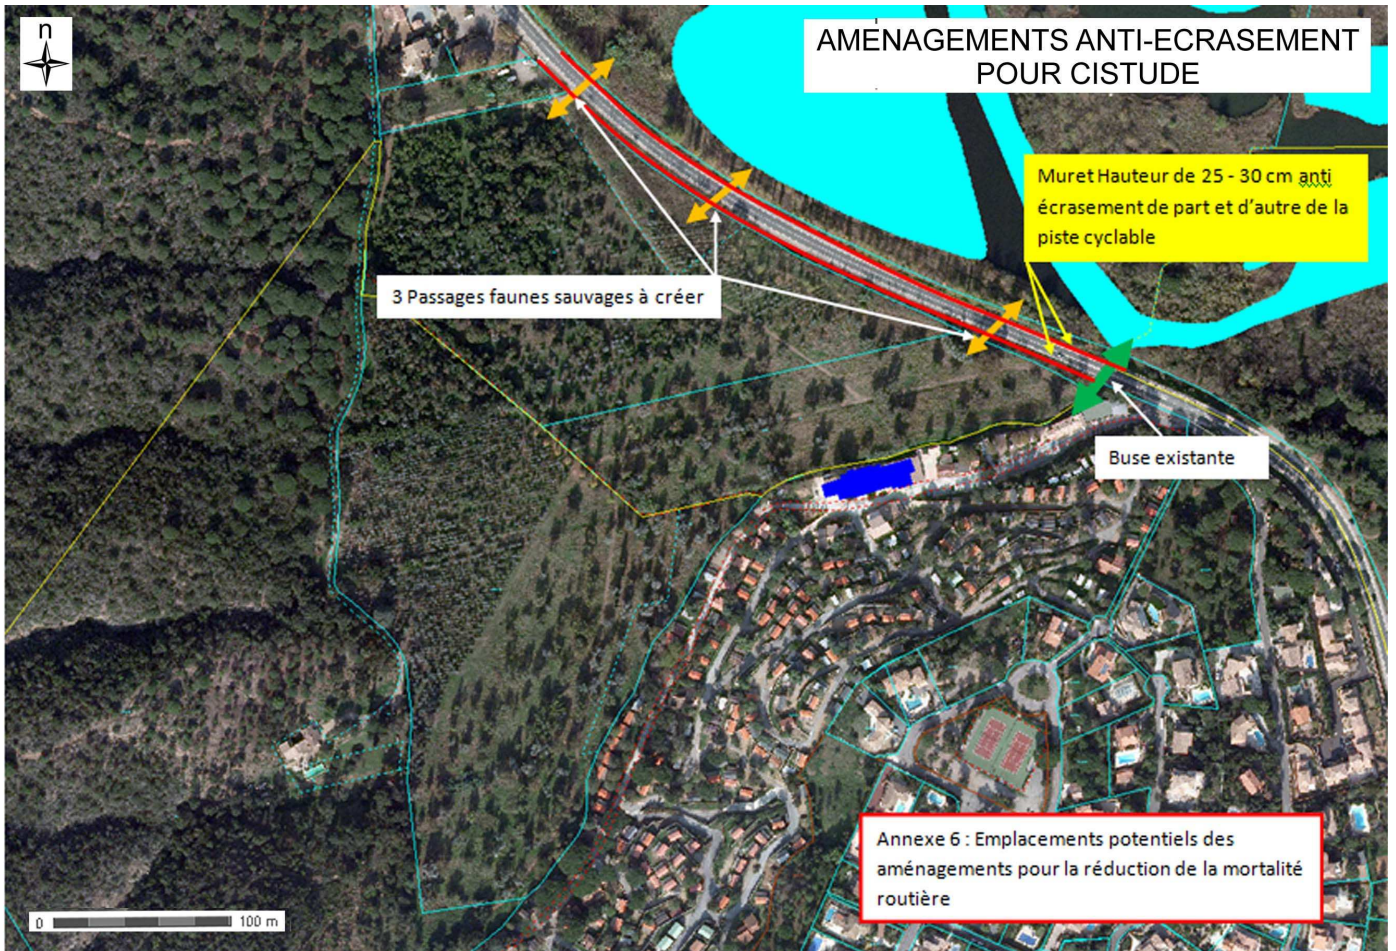 n
AMENAGEMENTS ANTI-ECRASEMENT
POUR CISTUDE
Muret Hauteur de 25 - 30 cm anti
écrasement de part et d'autre de la
piste cyclable
3 Passages faunes sauvages à créer
Buse existante
Annexe 6 : Emplacements potentiels des
aménagements pour la réduction de la mortalité
routière
0 100 m